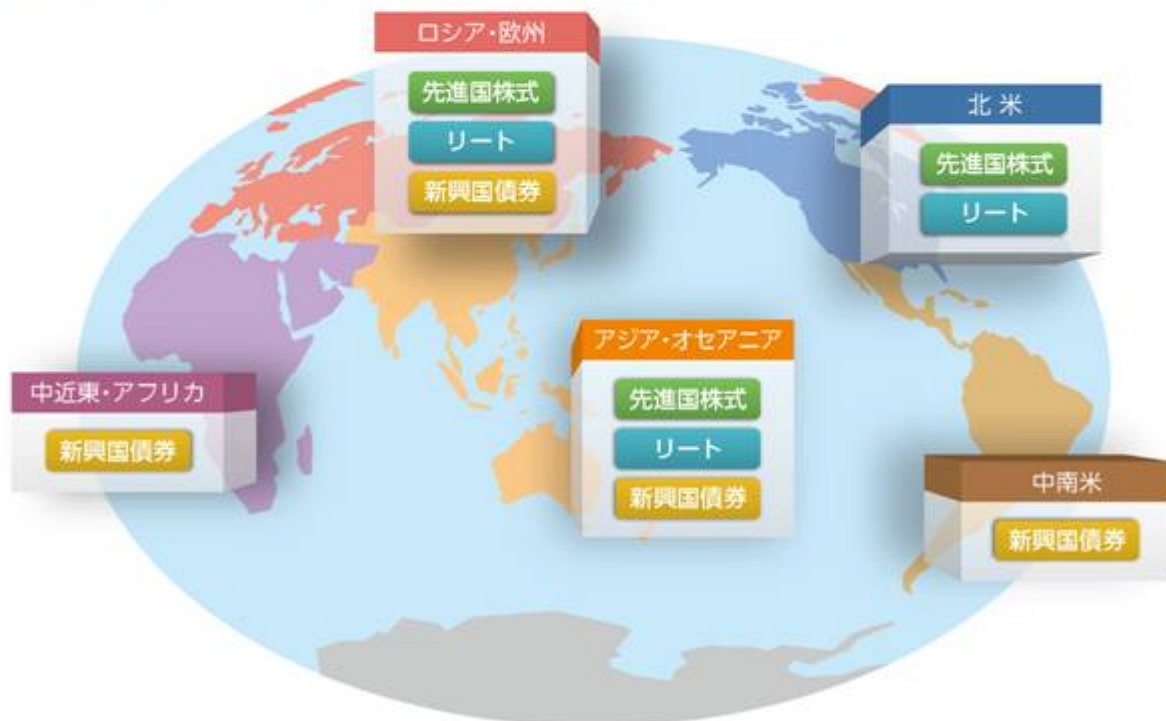 ロシア・欧州
先進国株式
リート
新興国債券
北米
先進国株式
リート
アジア・オセアニア
先進国株式
リート
新興国債券
中近東・アフリカ
新興国債券
中南米
新興国債券